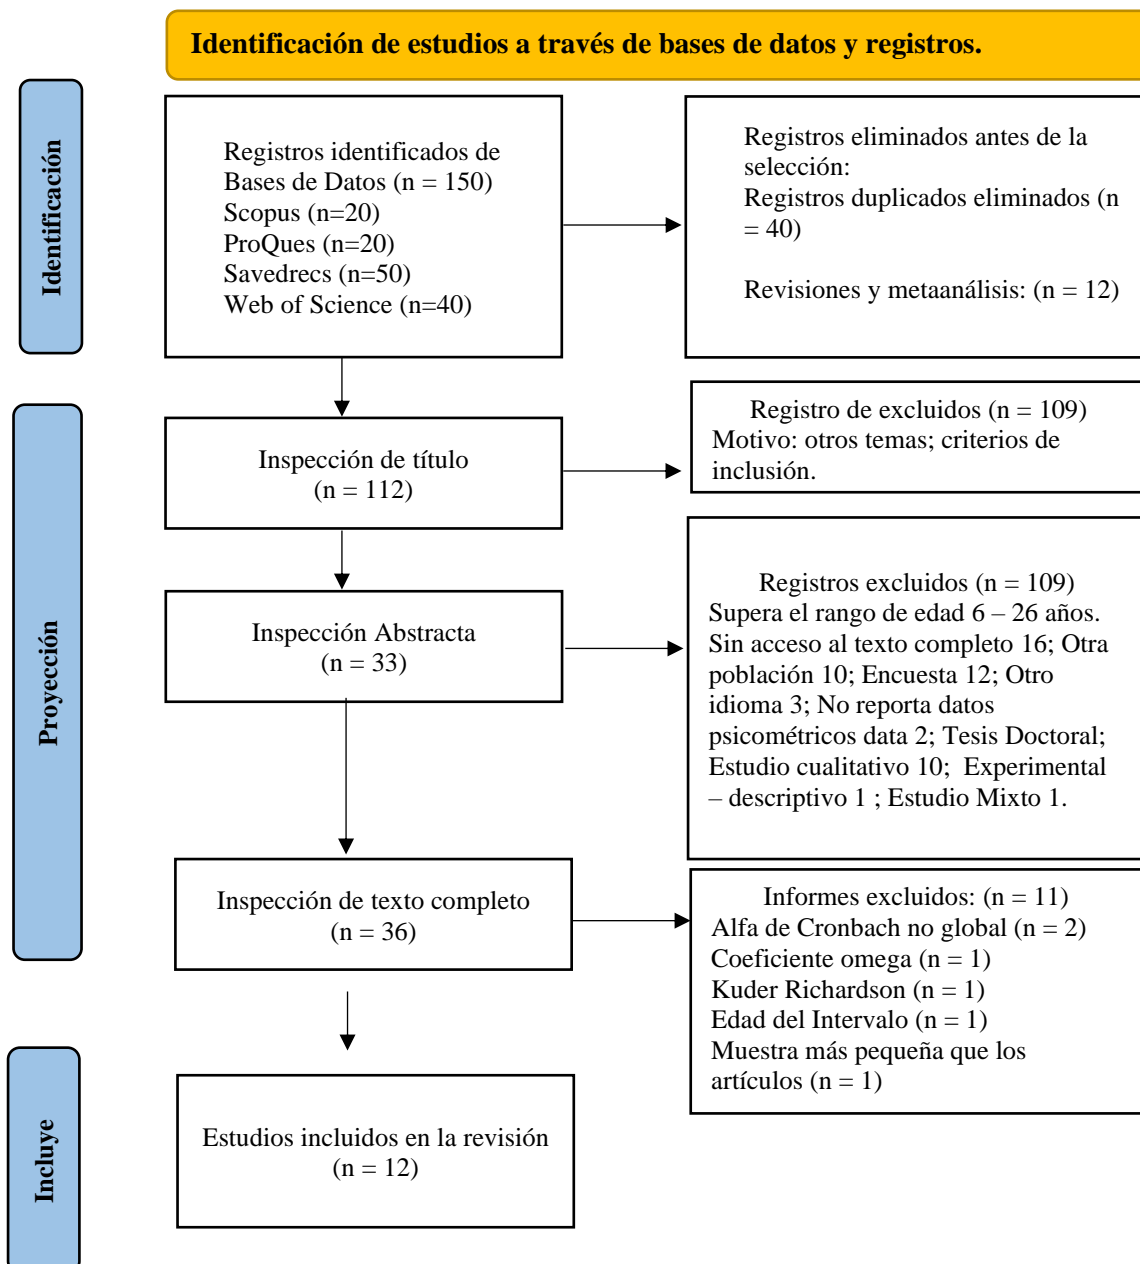 Identificación de estudios a través de bases de datos y registros.
Identificación
Registros identificados de
Bases de Datos (n = 150)
Scopus (n=20)
ProQues (n=20)
Savedrecs (n=50)
Web of Science (n=40)
Registros eliminados antes de la
selección:
Registros duplicados eliminados (n
= 40)
Revisiones y metaanálisis: (n = 12)
Proyección
Inspección de título
(n = 112)
Registro de excluidos (n = 109)
Motivo: otros temas; criterios de
inclusión.
Inspección Abstracta
(n = 33)
Registros excluidos (n = 109)
Supera el rango de edad 6 – 26 años.
Sin acceso al texto completo 16; Otra
población 10; Encuesta 12; Otro
idioma 3; No reporta datos
psicométricos data 2; Tesis Doctoral;
Estudio cualitativo 10;  Experimental
– descriptivo 1 ; Estudio Mixto 1.
Inspección de texto completo
(n = 36)
Informes excluidos: (n = 11)
Alfa de Cronbach no global (n = 2)
Coeficiente omega (n = 1)
Kuder Richardson (n = 1)
Edad del Intervalo (n = 1)
Muestra más pequeña que los
artículos (n = 1)
Incluye
Estudios incluidos en la revisión
(n = 12)